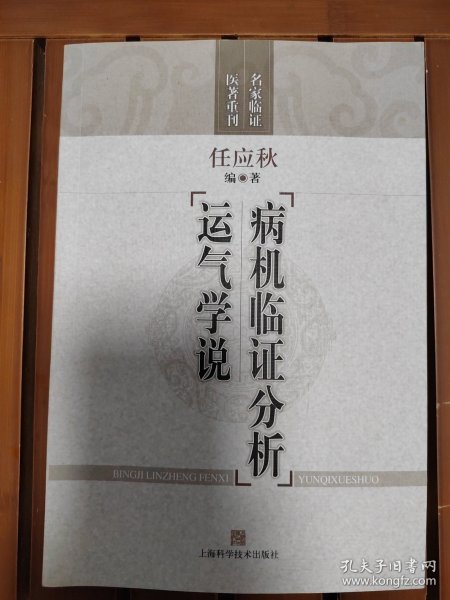 名家临证
医著重刊
任应秋
编◉著
病机临证分析
运气学说
BINGJI LINZHENG FENXI
YUNQIXUESHUO
上海科学技术出版社
孔夫子旧书网
www.kongfz.com